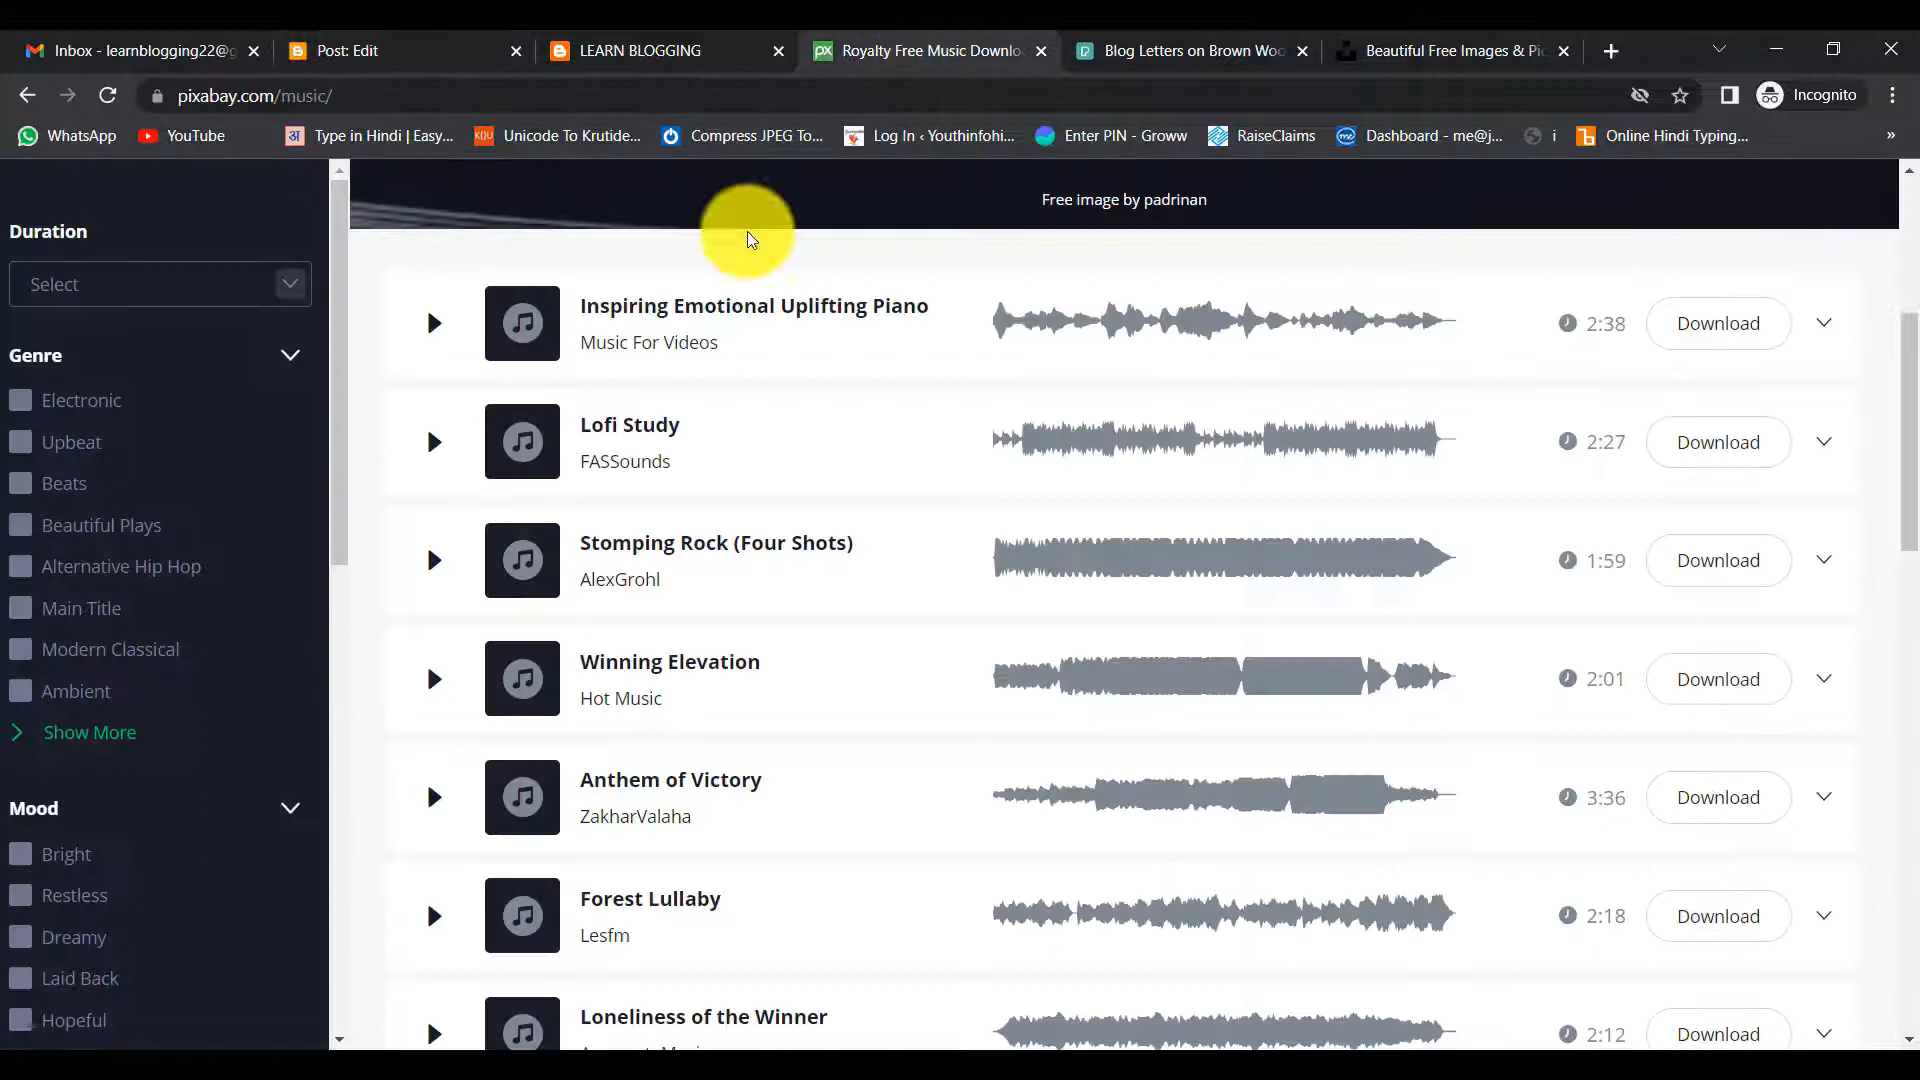 Inbox - learnblogging22@g
Post: Edit
LEARN BLOGGING
px
Royalty Free Music Downlo
Blog Letters on Brown Woo
Beautiful Free Images & Pic
pixabay.com/music/
Incognito
WhatsApp
YouTube
अ
Type in Hindi | Easy...
Unicode To Krutide...
Compress JPEG To...
Log In ‹ Youthinfohi...
Enter PIN - Groww
RaiseClaims
Dashboard - me@j...
i
Online Hindi Typing...
»
Free image by padrinan
Duration
Select
Genre
Electronic
Upbeat
Beats
Beautiful Plays
Alternative Hip Hop
Main Title
Modern Classical
Ambient
Show More
Mood
Bright
Restless
Dreamy
Laid Back
Hopeful
Inspiring Emotional Uplifting Piano
Music For Videos
2:38
Download
Lofi Study
FASSounds
2:27
Download
Stomping Rock (Four Shots)
AlexGrohl
1:59
Download
Winning Elevation
Hot Music
2:01
Download
Anthem of Victory
ZakharValaha
3:36
Download
Forest Lullaby
Lesfm
2:18
Download
Loneliness of the Winner
2:12
Download